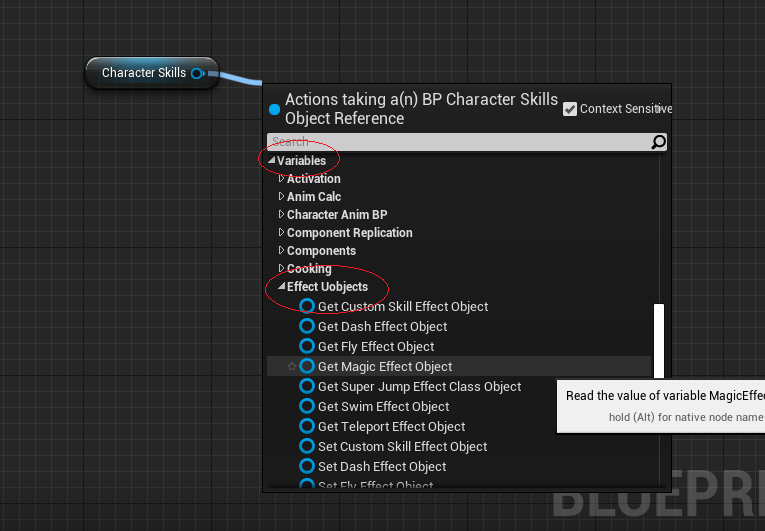 Character Skills
Actions taking a(n) BP Character Skills
Object Reference
Context Sensitive
Search
Variables
Activation
Anim Calc
Character Anim BP
Component Replication
Components
Cooking
Effect Uobjects
Get Custom Skill Effect Object
Get Dash Effect Object
Get Fly Effect Object
Get Magic Effect Object
Get Super Jump Effect Class Object
Read the value of variable MagicEffe
Get Swim Effect Object
hold (Alt) for native node name
Get Teleport Effect Object
Set Custom Skill Effect Object
Set Dash Effect Object
Set Fly Effect Object
BLUEPRI